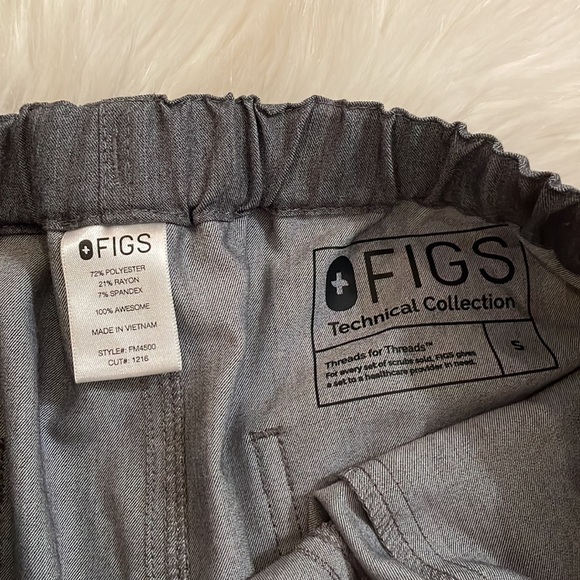 FIGS
72% POLYESTER
21% RAYON
7% SPANDEX
100% AWESOME
MADE IN VIETNAM
STYLE#: FM4500
CUT#: 1216
FIGS
Technical Collection
Threads for Threads™
For every set of scrubs sold, FIGS gives
a set to a healthcare provider in need.
S